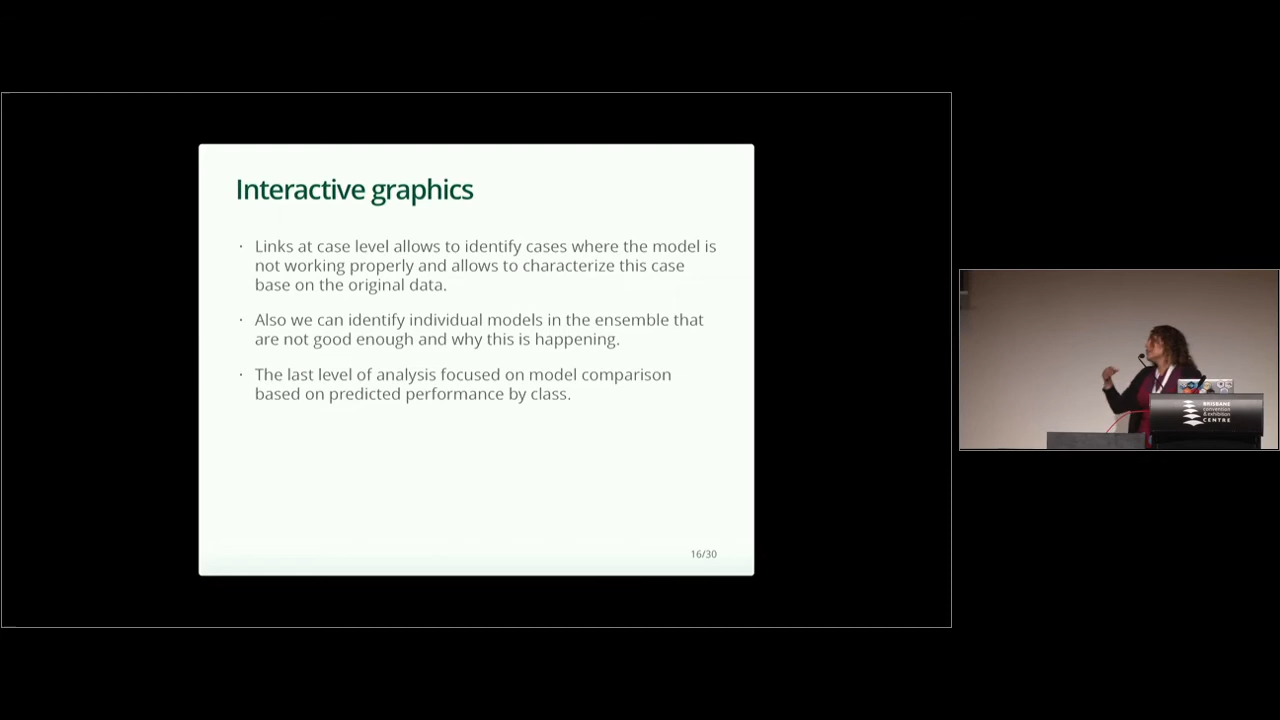 Interactive graphics
· Links at case level allows to identify cases where the model is
not working properly and allows to characterize this case
base on the original data.
· Also we can identify individual models in the ensemble that
are not good enough and why this is happening.
· The last level of analysis focused on model comparison
based on predicted performance by class.
16/30
BRISBANE
convention
& exhibition
CENTRE